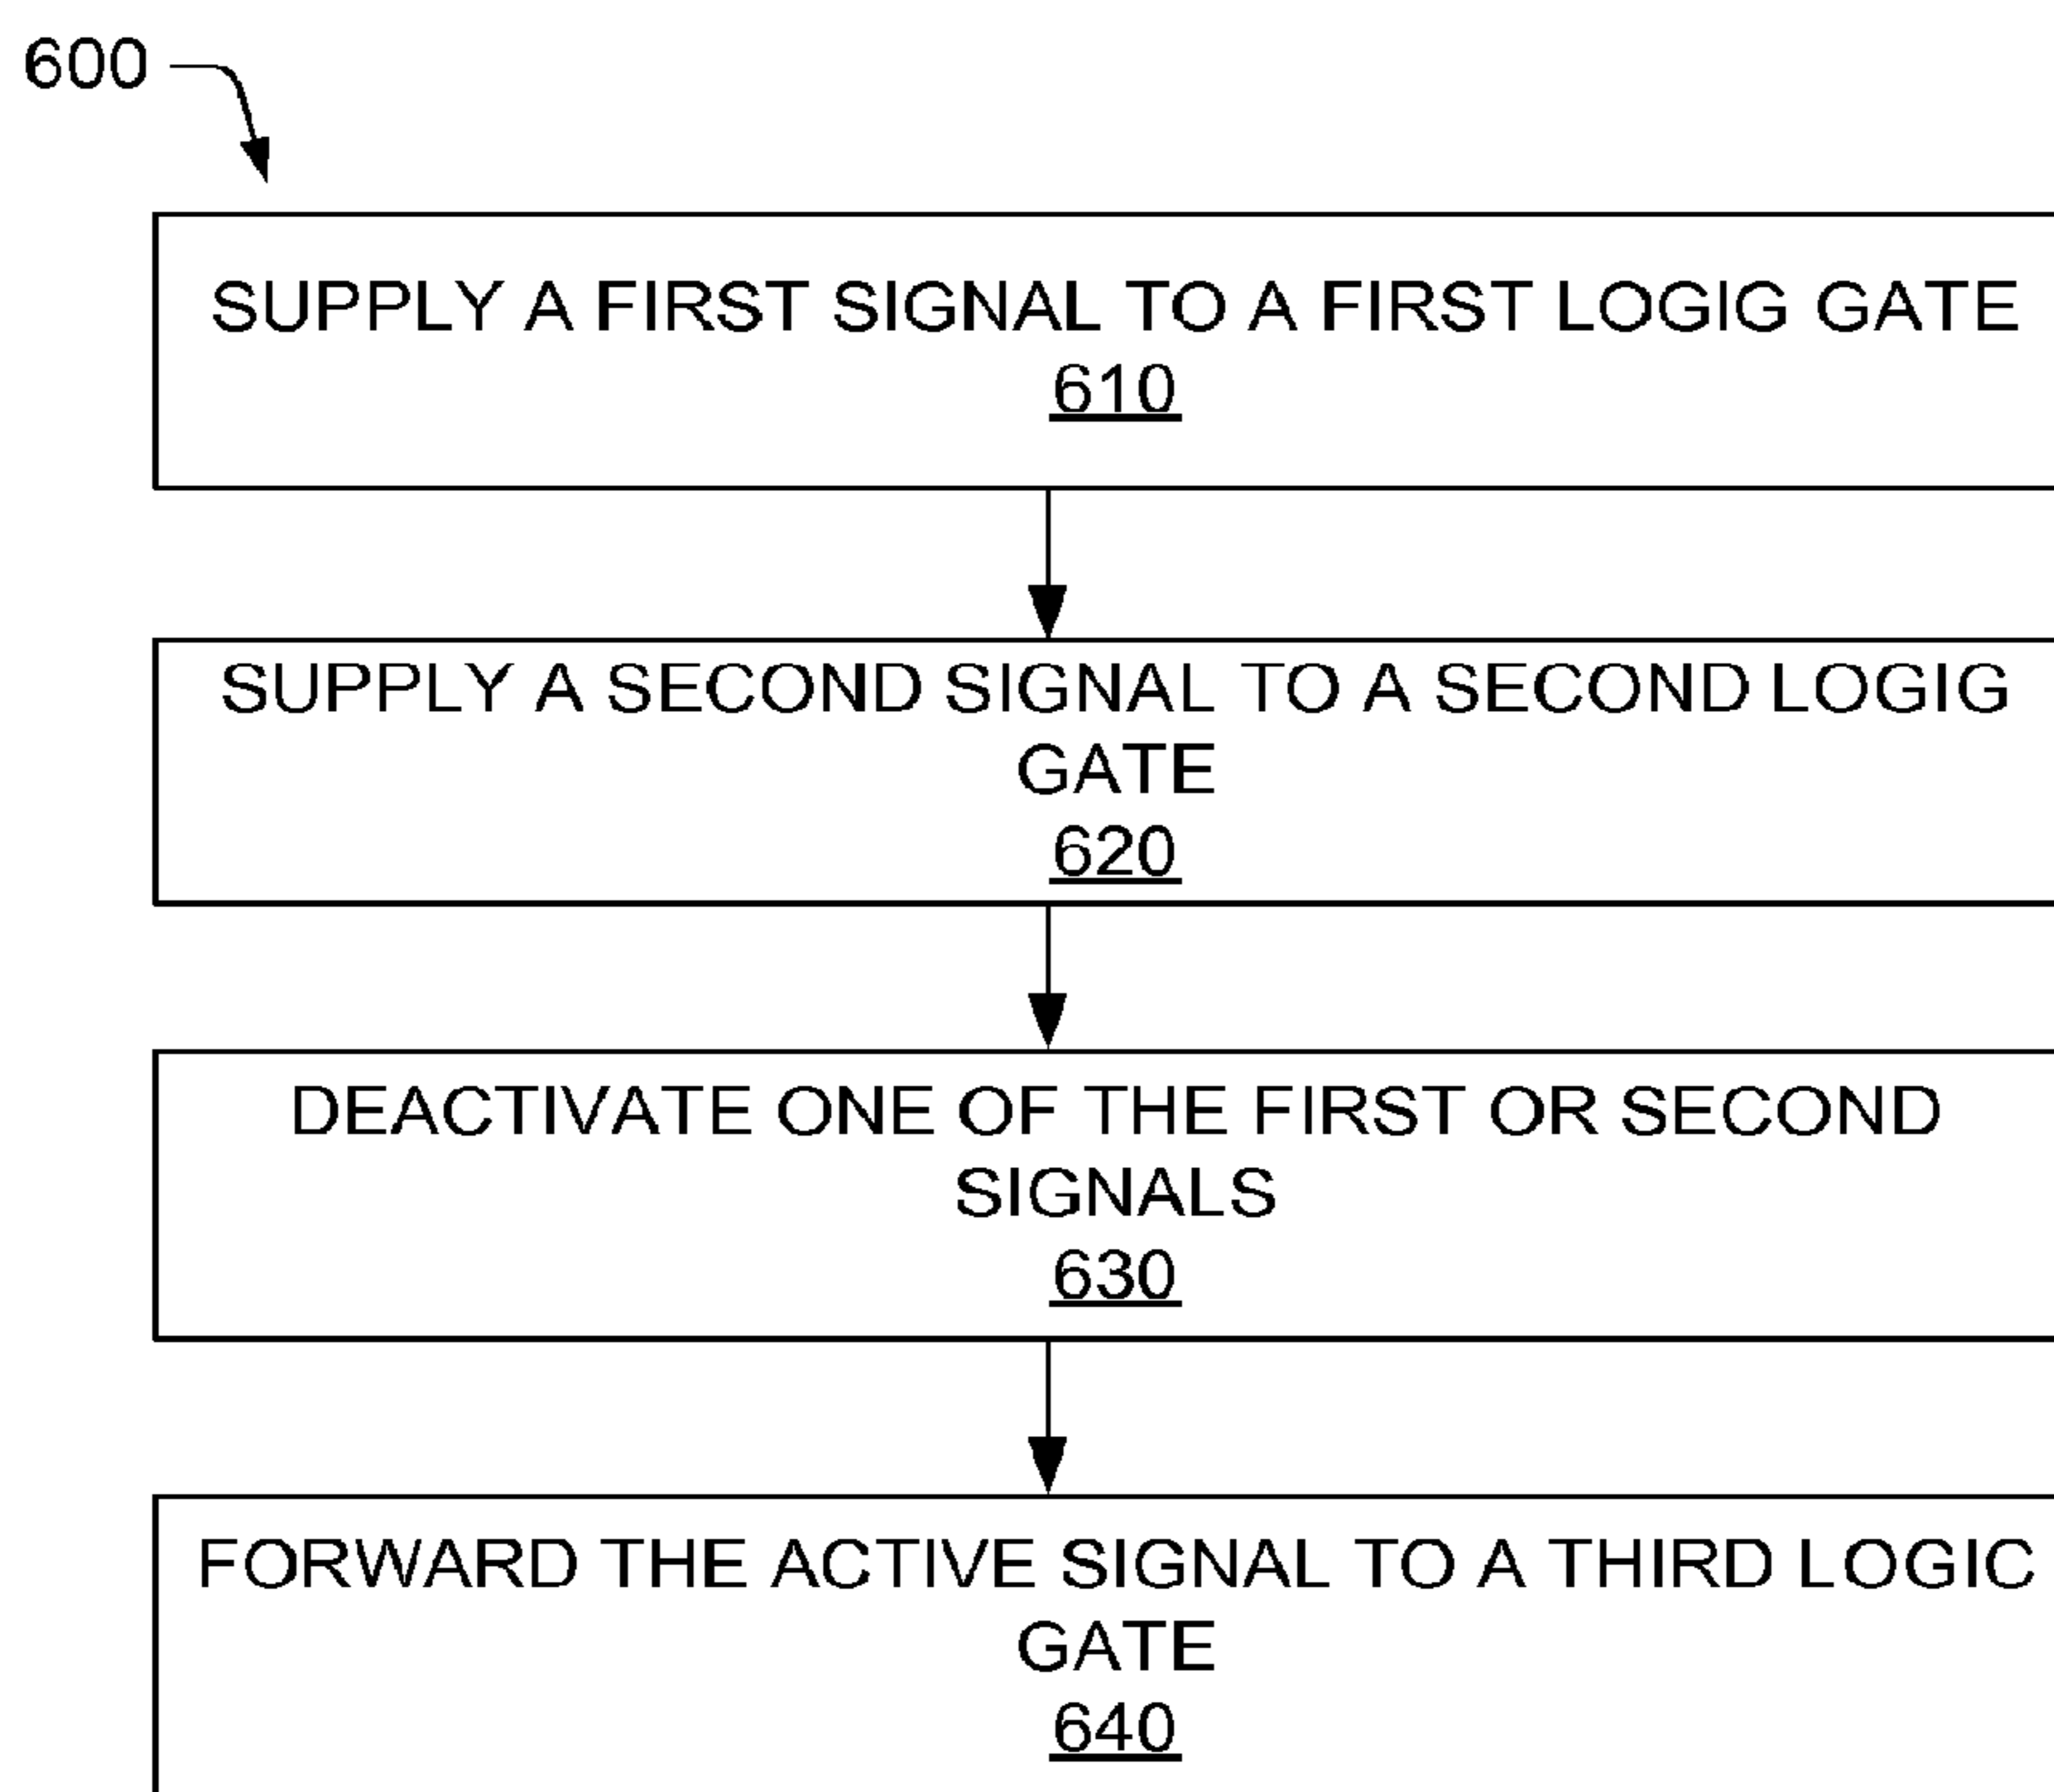 600
SUPPLY A FIRST SIGNAL TO A FIRST LOGIG GATE
610
SUPPLY A SECOND SIGNAL TO A SECOND LOGIG
GATE
620
DEACTIVATE ONE OF THE FIRST OR SECOND
SIGNALS
630
FORWARD THE ACTIVE SIGNAL TO A THIRD LOGIC
GATE
640